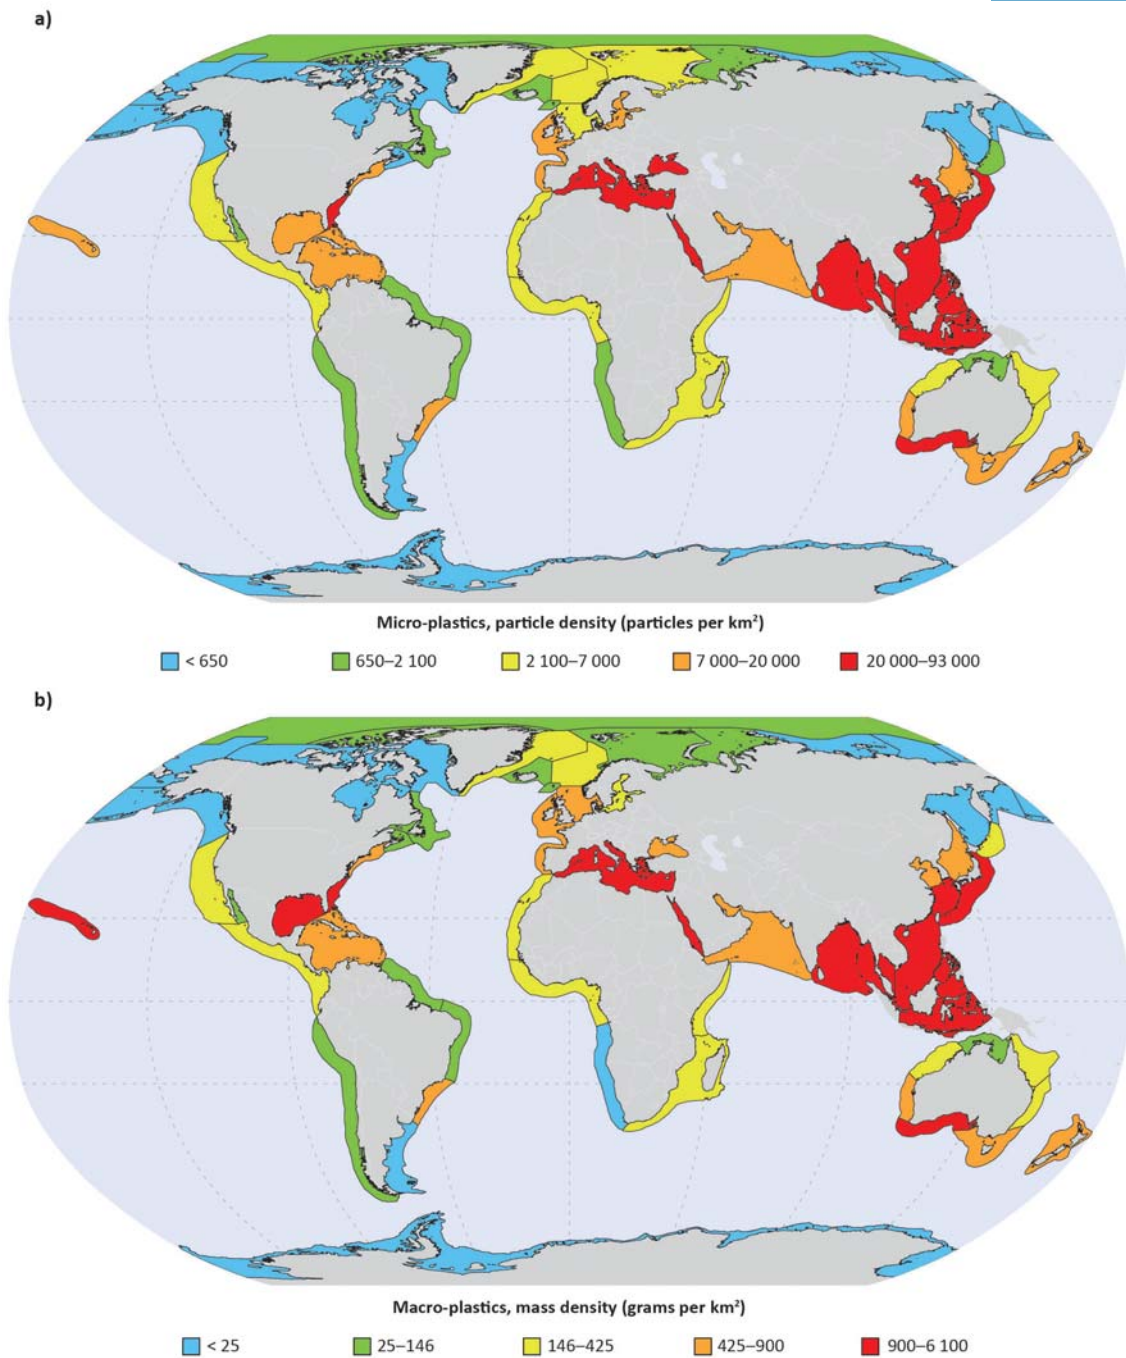 a)
Micro-plastics, particle density (particles per km²)
< 650 650–2 100 2 100–7 000 7 000–20 000 20 000–93 000
b)
Macro-plastics, mass density (grams per km²)
< 25 25–146 146–425 425–900 900–6 100